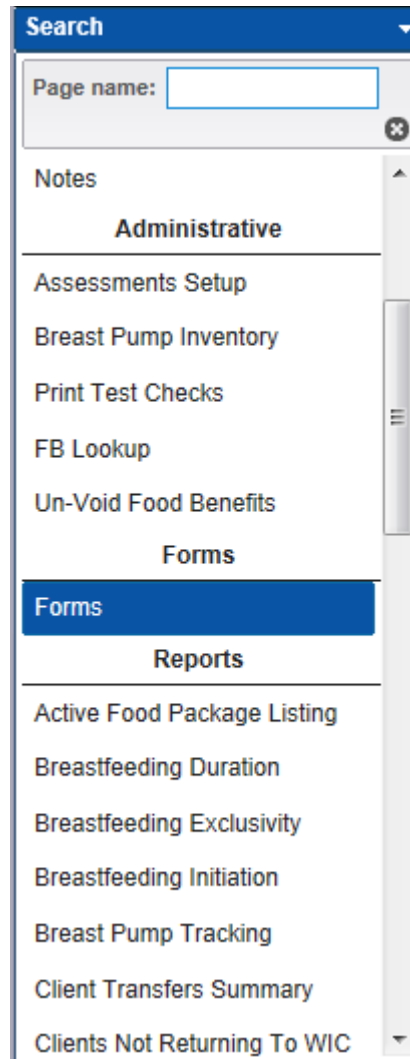 Search
Page name:
Notes
Administrative
Assessments Setup
Breast Pump Inventory
Print Test Checks
FB Lookup
Un-Void Food Benefits
Forms
Forms
Reports
Active Food Package Listing
Breastfeeding Duration
Breastfeeding Exclusivity
Breastfeeding Initiation
Breast Pump Tracking
Client Transfers Summary
Clients Not Returning To WIC